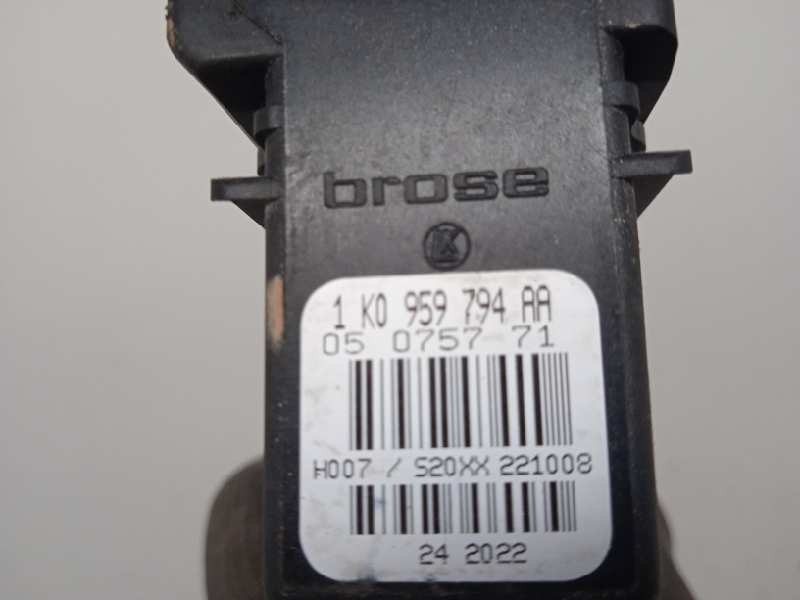 brose
K
1 K0 959 794 AA
05 0757 71
H007 / S20XX 221008
24 2022